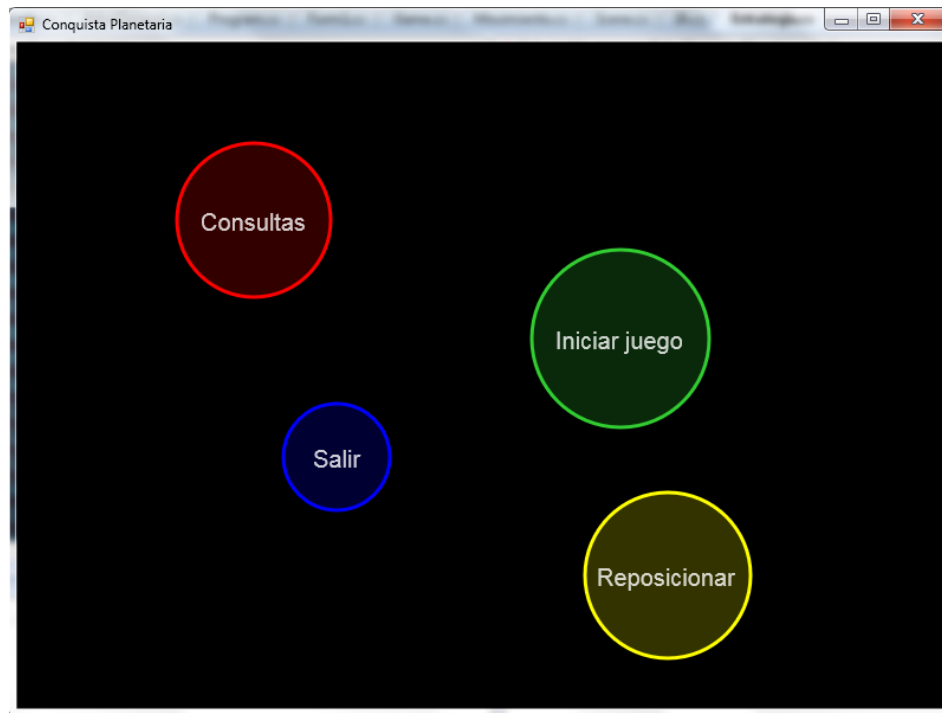 Conquista Planetaria
Consultas
Iniciar juego
Salir
Reposicionar